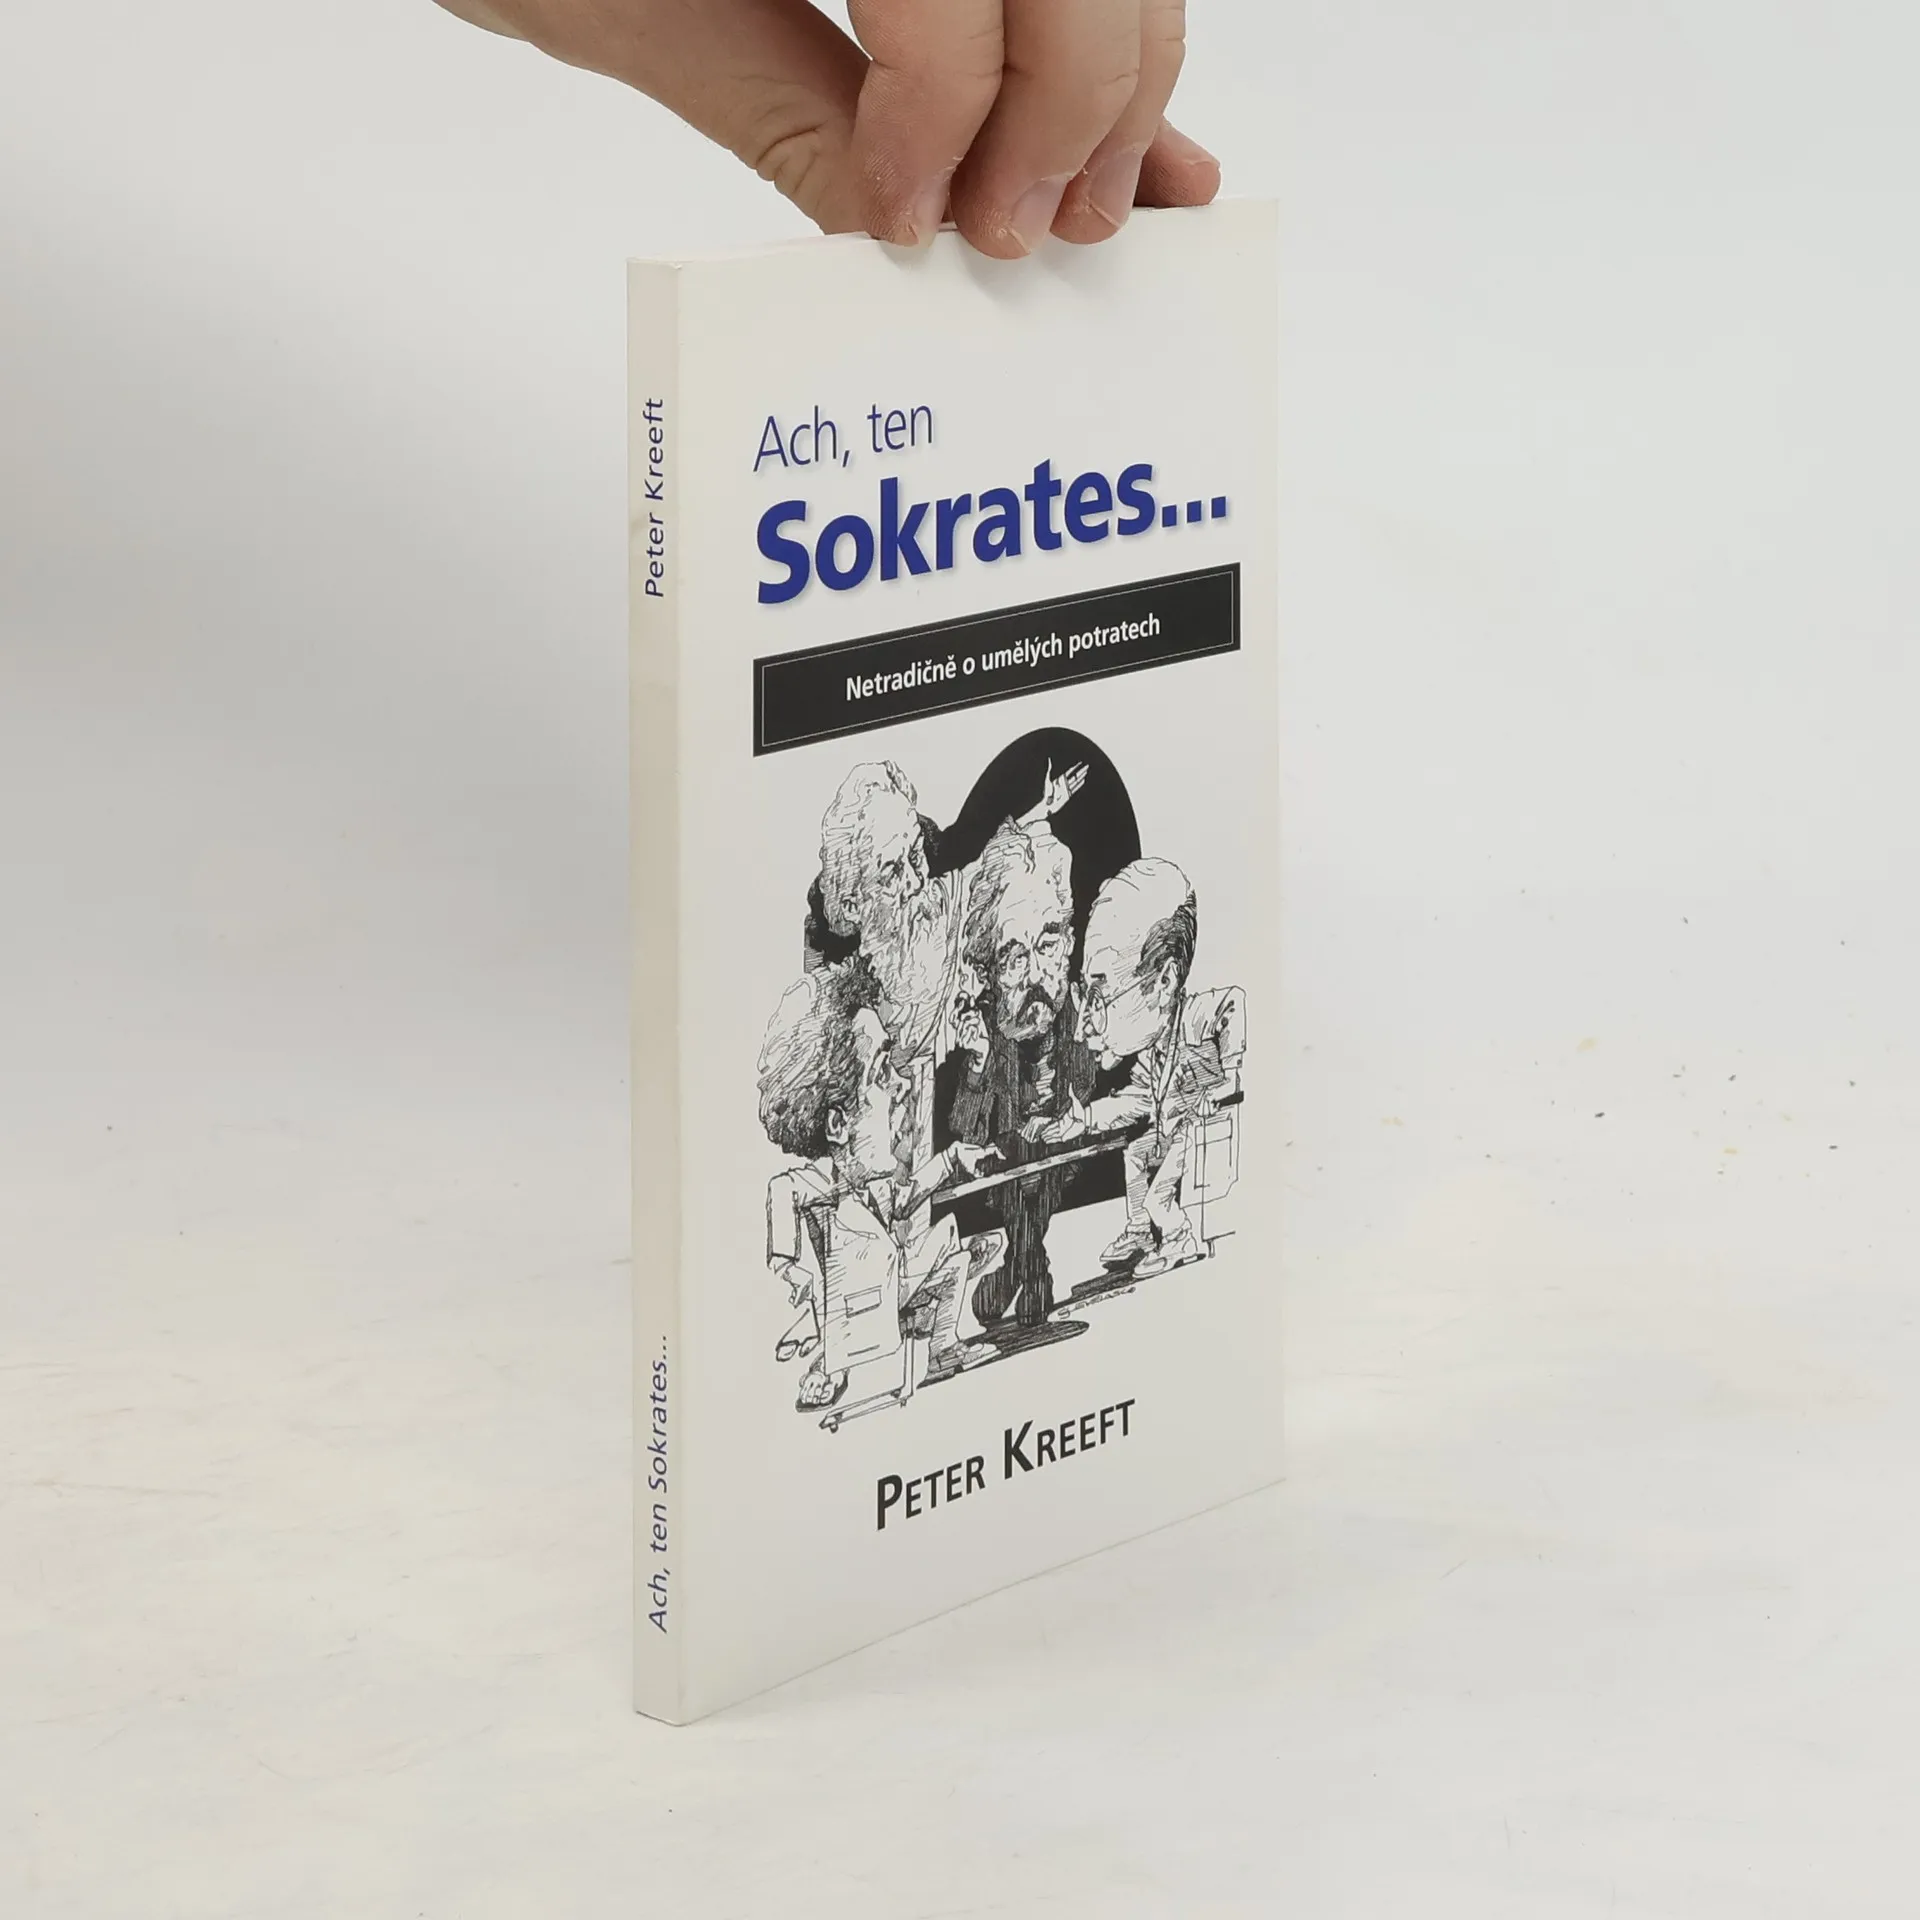 Peter Kreeft
Ach, ten Sokrates...
Ach, ten
Sokrates...
Netradičně o umělých potratech
PETER KREEFT